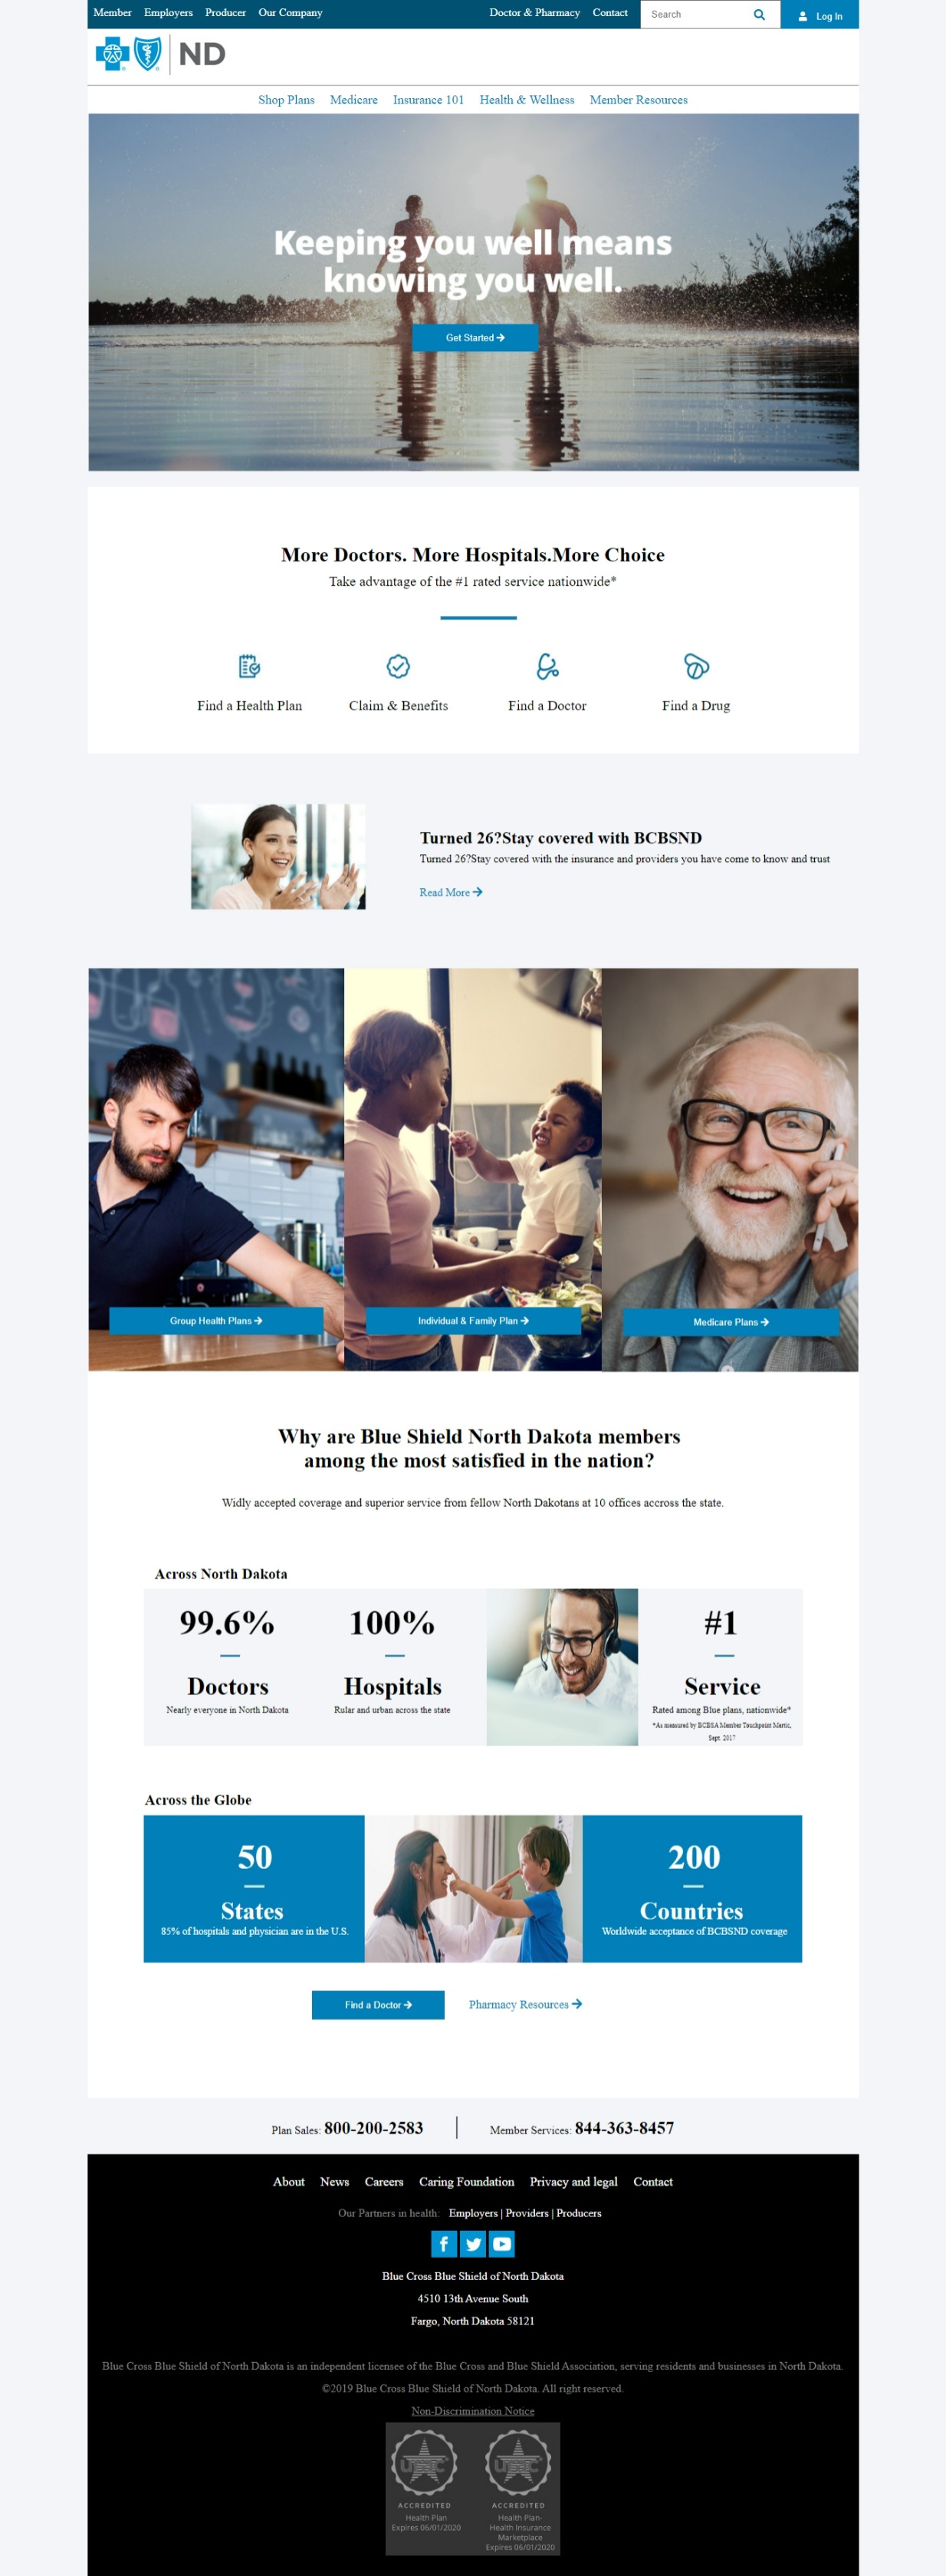 Member Employers Producer Our Company Doctor & Pharmacy Contact Search Log In
ND
Shop Plans Medicare Insurance 101 Health & Wellness Member Resources
Keeping you well means
knowing you well.
Get Started
More Doctors. More Hospitals.More Choice
Take advantage of the #1 rated service nationwide*
Find a Health Plan Claim & Benefits Find a Doctor Find a Drug
Turned 26?Stay covered with BCBSND
Turned 26?Stay covered with the insurance and providers you have come to know and trust
Read More
Group Health Plans Individual & Family Plan Medicare Plans
Why are Blue Shield North Dakota members
among the most satisfied in the nation?
Widly accepted coverage and superior service from fellow North Dakotans at 10 offices accross the state.
Across North Dakota
99.6% 100% #1
Doctors Hospitals Service
Nearly everyone in North Dakota Rular and urban across the state Rated among Blue plans, nationwide*
*As measured by BCBSA Member Touchpoint Martic,
Sept. 2017
Across the Globe
50 200
States Countries
85% of hospitals and physician are in the U.S. Worldwide acceptance of BCBSND coverage
Find a Doctor Pharmacy Resources
Plan Sales: 800-200-2583 Member Services: 844-363-8457
About News Careers Caring Foundation Privacy and legal Contact
Our Partners in health: Employers | Providers | Producers
Blue Cross Blue Shield of North Dakota
4510 13th Avenue South
Fargo, North Dakota 58121
Blue Cross Blue Shield of North Dakota is an independent licensee of the Blue Cross and Blue Shield Association, serving residents and businesses in North Dakota.
©2019 Blue Cross Blue Shield of North Dakota. All right reserved.
Non-Discrimination Notice
ACCREDITED ACCREDITED
Health Plan Health Plan-
Expires 06/01/2020 Health Insurance
Marketplace
Expires 06/01/2020